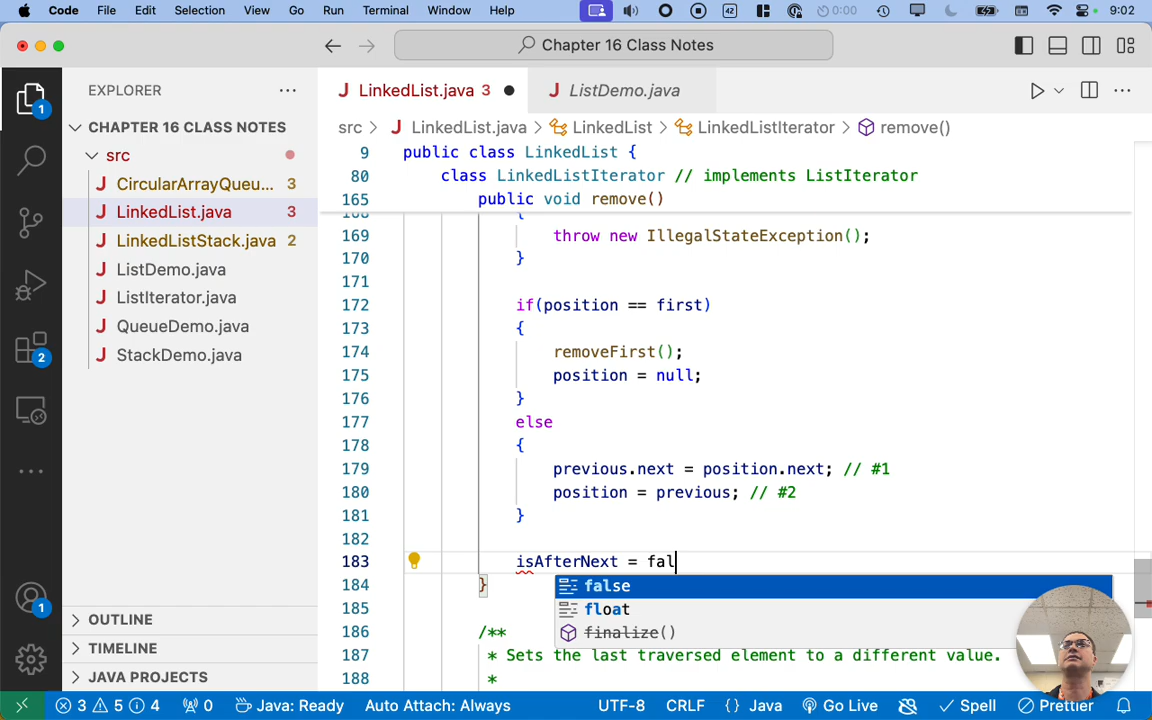 Code File Edit Selection View Go Run Terminal Window Help 42 0:00 9:02
Chapter 16 Class Notes
EXPLORER
LinkedList.java 3
ListDemo.java
src > LinkedList.java > LinkedList > LinkedListIterator > remove()
CHAPTER 16 CLASS NOTES
src
CircularArrayQueu... 3
LinkedList.java 3
LinkedListStack.java 2
ListDemo.java
ListIterator.java
QueueDemo.java
StackDemo.java
OUTLINE
TIMELINE
JAVA PROJECTS
1
2
1
9 public class LinkedList {
80 class LinkedListIterator // implements ListIterator
165 public void remove()
168 {
169 throw new IllegalStateException();
170 }
171
172 if(position == first)
173 {
174 removeFirst();
175 position = null;
176 }
177 else
178 {
179 previous.next = position.next; // #1
180 position = previous; // #2
181 }
182
183 isAfterNext = fal
184 }
false
float
finalize()
185
186 /**
187 * Sets the last traversed element to a different value.
188 *
3 5 4 0 Java: Ready Auto Attach: Always UTF-8 CRLF {} Java Go Live Spell Prettier